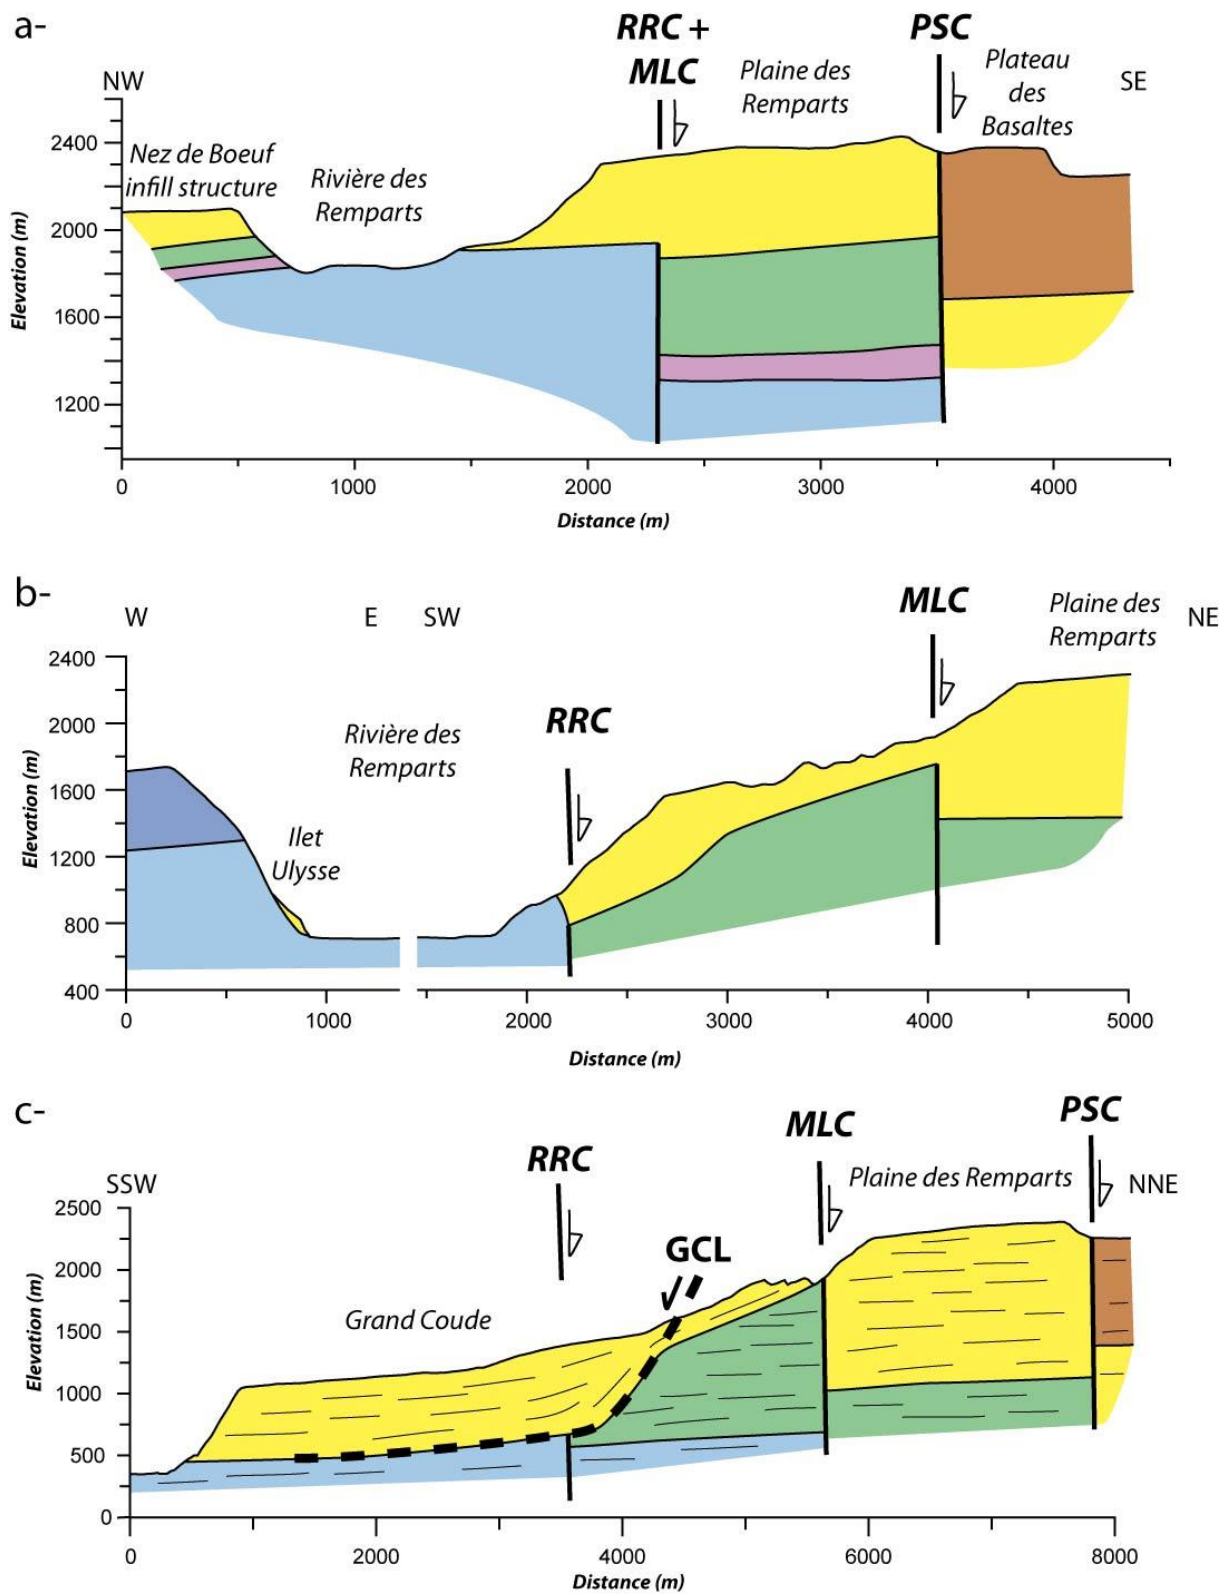 a-
RRC +
MLC
PSC
NW
Plaine des
Remparts
Plateau
des
Basaltes
SE
Nez de Boeuf
infill structure
Rivière des
Remparts
Elevation (m)
2400
2000
1600
1200
0
1000
2000
3000
4000
Distance (m)
b-
W
E
SW
RRC
MLC
Plaine des
Remparts
NE
Rivière des
Remparts
Ilet
Ulysse
Elevation (m)
2400
2000
1600
1200
800
400
0
1000
2000
3000
4000
5000
Distance (m)
c-
SSW
RRC
GCL
MLC
PSC
Plaine des Remparts
NNE
Grand Coude
Elevation (m)
2500
2000
1500
1000
500
0
0
2000
4000
6000
8000
Distance (m)